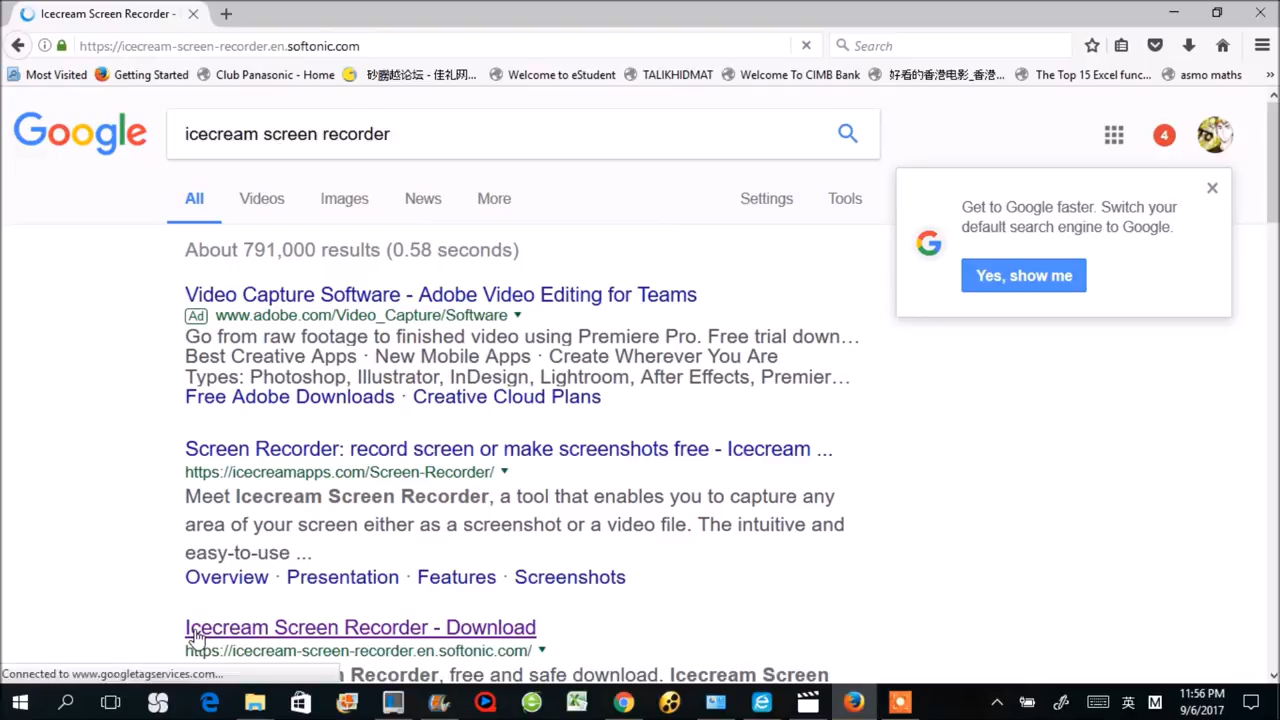 Icecream Screen Recorder -
https://icecream-screen-recorder.en.softonic.com
Search
Most Visited
Getting Started
Club Panasonic - Home
Welcome to eStudent
TALIKHIDMAT
Welcome To CIMB Bank
好看的香港电影_香港...
The Top 15 Excel func...
asmo maths
Google
icecream screen recorder
4
All
Videos
Images
News
More
Settings
Tools
Get to Google faster. Switch your
default search engine to Google.
Yes, show me
About 791,000 results (0.58 seconds)
Video Capture Software - Adobe Video Editing for Teams
Ad www.adobe.com/Video_Capture/Software
Go from raw footage to finished video using Premiere Pro. Free trial down...
Best Creative Apps · New Mobile Apps · Create Wherever You Are
Types: Photoshop, Illustrator, InDesign, Lightroom, After Effects, Premier...
Free Adobe Downloads · Creative Cloud Plans
Screen Recorder: record screen or make screenshots free - Icecream ...
https://icecreamapps.com/Screen-Recorder/
Meet Icecream Screen Recorder, a tool that enables you to capture any
area of your screen either as a screenshot or a video file. The intuitive and
easy-to-use ...
Overview · Presentation · Features · Screenshots
Icecream Screen Recorder - Download
https://icecream-screen-recorder.en.softonic.com/
Connected to www.googletagservices.com...
Recorder, free and safe download. Icecream Screen
英
M
11:56 PM
9/6/2017